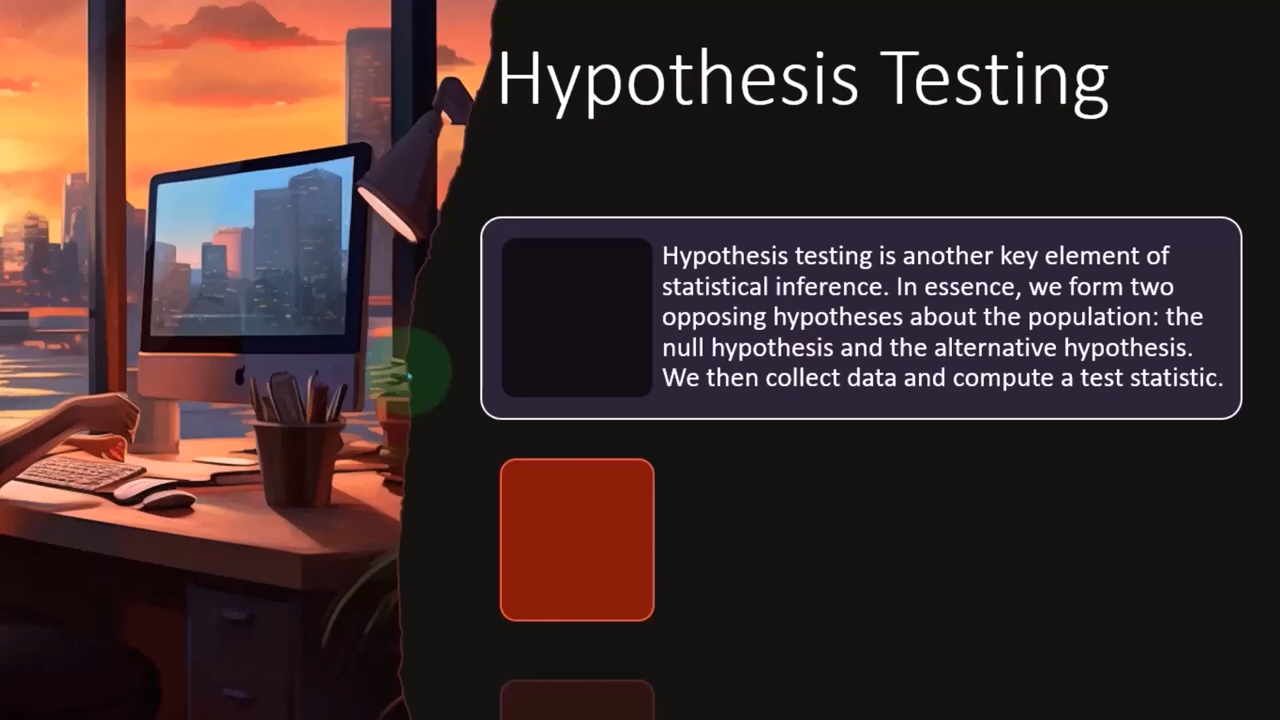 Hypothesis Testing
Hypothesis testing is another key element of
statistical inference. In essence, we form two
opposing hypotheses about the population: the
null hypothesis and the alternative hypothesis.
We then collect data and compute a test statistic.